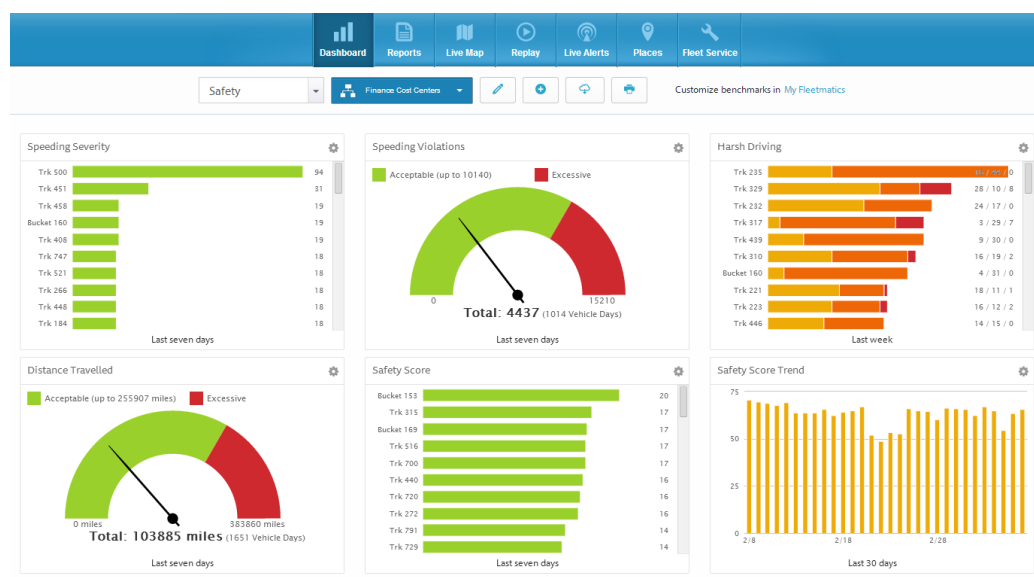 Dashboard Reports Live Map Replay Live Alerts Places Fleet Service
Safety Finance Cost Centers Customize benchmarks in My Fleetmatics
Speeding Severity
Trk 500 94
Trk 451 31
Trk 458 19
Bucket 160 19
Trk 408 19
Trk 747 18
Trk 521 18
Trk 266 18
Trk 448 18
Trk 184 18
Last seven days
Speeding Violations
Acceptable (up to 10140) Excessive
0 15210
Total: 4437 (1014 Vehicle Days)
Last seven days
Harsh Driving
Trk 235 / 0
Trk 329 28 / 10 / 8
Trk 232 24 / 17 / 0
Trk 317 3 / 29 / 7
Trk 439 9 / 30 / 0
Trk 310 16 / 19 / 2
Bucket 160 4 / 31 / 0
Trk 221 18 / 11 / 1
Trk 223 16 / 12 / 2
Trk 446 14 / 15 / 0
Last week
Distance Travelled
Acceptable (up to 255907 miles) Excessive
0 miles 383860 miles
Total: 103885 miles (1651 Vehicle Days)
Last seven days
Safety Score
Bucket 153 20
Trk 315 17
Bucket 169 17
Trk 516 17
Trk 700 17
Trk 440 16
Trk 720 16
Trk 272 16
Trk 791 14
Trk 729 14
Last seven days
Safety Score Trend
75
50
25
0
2/8 2/18 2/28
Last 30 days